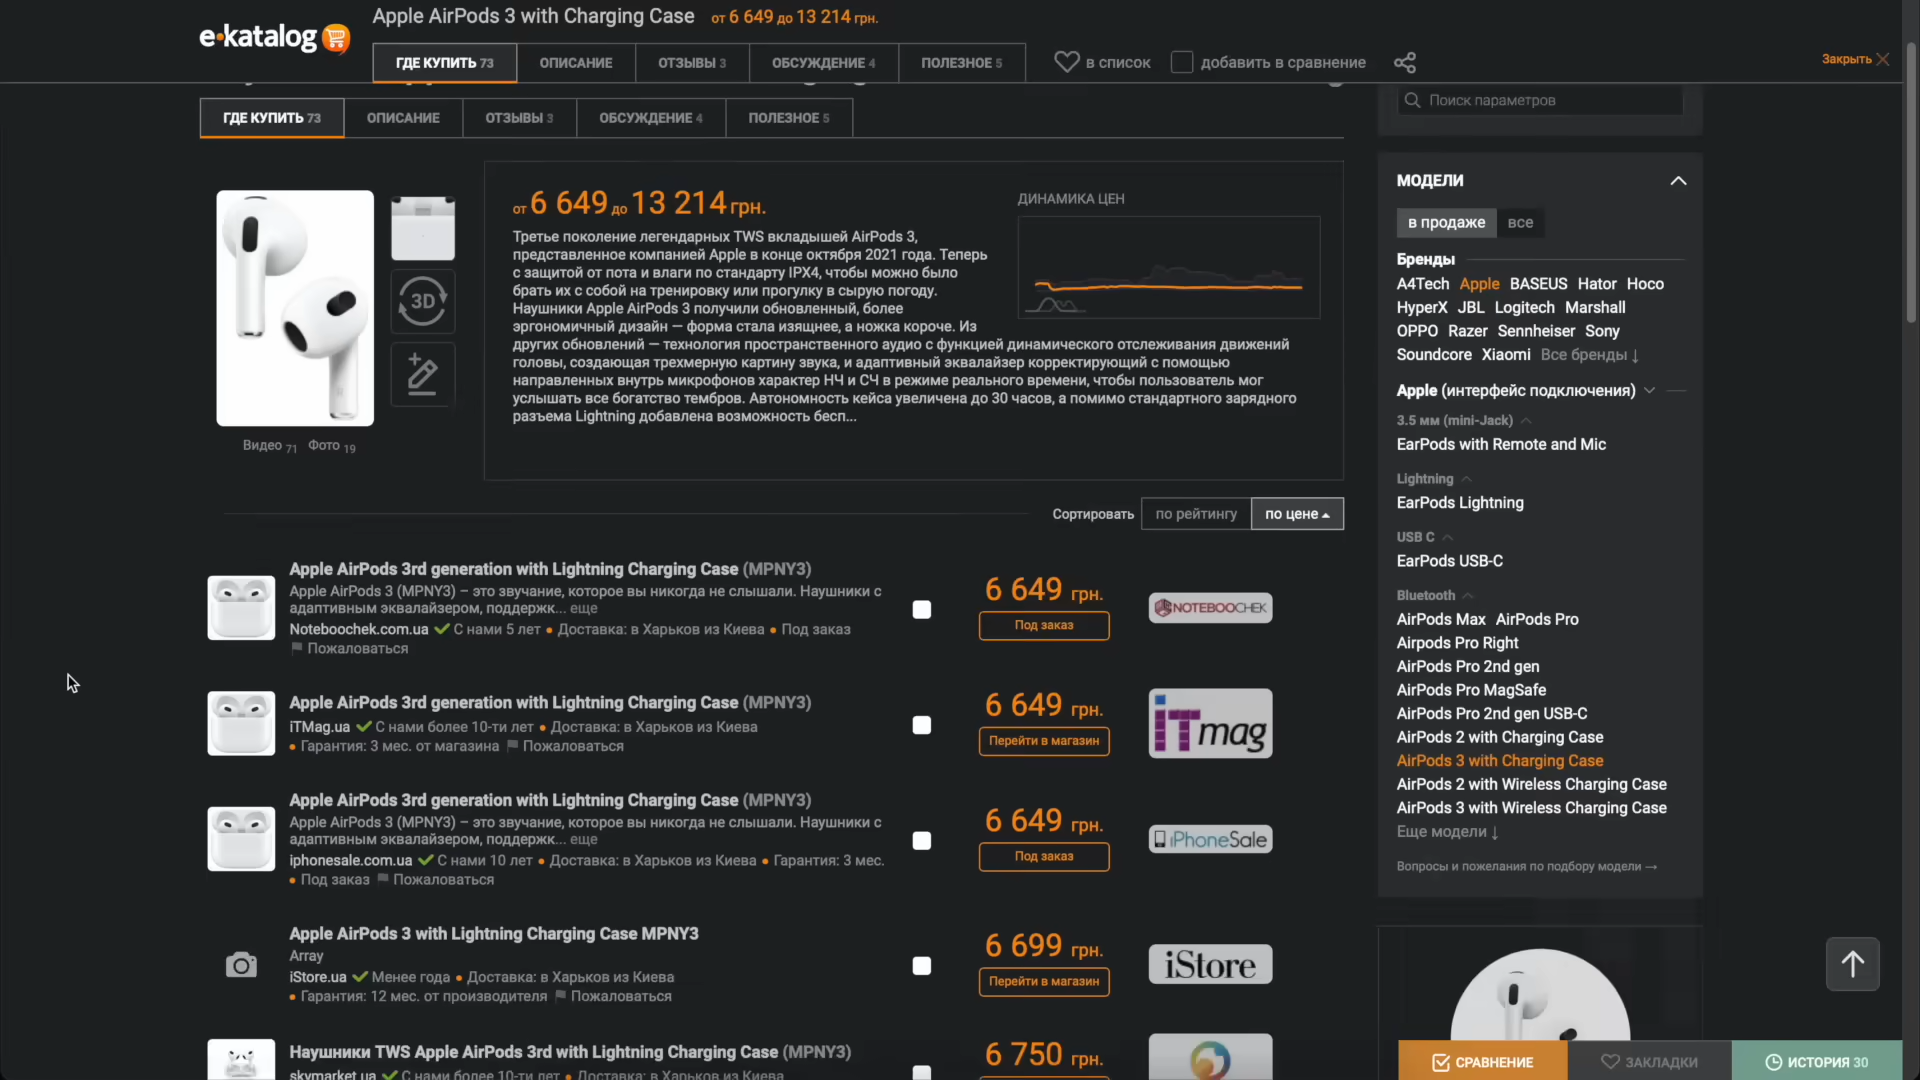 e·katalog
Apple AirPods 3 with Charging Case от 6 649 до 13 214 грн.
ГДЕ КУПИТЬ 73 ОПИСАНИЕ ОТЗЫВЫ 3 ОБСУЖДЕНИЕ 4 ПОЛЕЗНОЕ 5
в список добавить в сравнение
Закрыть
ГДЕ КУПИТЬ 73 ОПИСАНИЕ ОТЗЫВЫ 3 ОБСУЖДЕНИЕ 4 ПОЛЕЗНОЕ 5
3D
Видео 71 Фото 19
от 6 649 до 13 214 грн.
ДИНАМИКА ЦЕН
Третье поколение легендарных TWS вкладышей AirPods 3,
представленное компанией Apple в конце октября 2021 года. Теперь
с защитой от пота и влаги по стандарту IPX4, чтобы можно было
брать их с собой на тренировку или прогулку в сырую погоду.
Наушники Apple AirPods 3 получили обновленный, более
эргономичный дизайн — форма стала изящнее, а ножка короче. Из
других обновлений — технология пространственного аудио с функцией динамического отслеживания движений
головы, создающая трехмерную картину звука, и адаптивный эквалайзер корректирующий с помощью
направленных внутрь микрофонов характер НЧ и СЧ в режиме реального времени, чтобы пользователь мог
услышать все богатство тембров. Автономность кейса увеличена до 30 часов, а помимо стандартного зарядного
разъема Lightning добавлена возможность бесп...
Сортировать по рейтингу по цене
Apple AirPods 3rd generation with Lightning Charging Case (MPNY3)
Apple AirPods 3 (MPNY3) – это звучание, которое вы никогда не слышали. Наушники с
адаптивным эквалайзером, поддержк... еще
Noteboochek.com.ua С нами 5 лет • Доставка: в Харьков из Киева • Под заказ
Пожаловаться
6 649 грн.
Под заказ
NOTEBOOCHEK
Apple AirPods 3rd generation with Lightning Charging Case (MPNY3)
iTMag.ua С нами более 10-ти лет • Доставка: в Харьков из Киева
• Гарантия: 3 мес. от магазина Пожаловаться
6 649 грн.
Перейти в магазин
iTmag
Apple AirPods 3rd generation with Lightning Charging Case (MPNY3)
Apple AirPods 3 (MPNY3) – это звучание, которое вы никогда не слышали. Наушники с
адаптивным эквалайзером, поддержк... еще
iphonesale.com.ua С нами 10 лет • Доставка: в Харьков из Киева • Гарантия: 3 мес.
• Под заказ Пожаловаться
6 649 грн.
Под заказ
iPhoneSale
Apple AirPods 3 with Lightning Charging Case MPNY3
Array
iStore.ua Менее года • Доставка: в Харьков из Киева
• Гарантия: 12 мес. от производителя Пожаловаться
6 699 грн.
Перейти в магазин
iStore
Наушники TWS Apple AirPods 3rd with Lightning Charging Case (MPNY3)
skymarket.ua С нами более 10-ти лет • Доставка: в Харьков из Киева
6 750 грн.
Поиск параметров
МОДЕЛИ
в продаже все
Бренды
A4Tech Apple BASEUS Hator Hoco
HyperX JBL Logitech Marshall
OPPO Razer Sennheiser Sony
Soundcore Xiaomi Все бренды ↓
Apple (интерфейс подключения)
3.5 мм (mini-Jack)
EarPods with Remote and Mic
Lightning
EarPods Lightning
USB C
EarPods USB-C
Bluetooth
AirPods Max AirPods Pro
Airpods Pro Right
AirPods Pro 2nd gen
AirPods Pro MagSafe
AirPods Pro 2nd gen USB-C
AirPods 2 with Charging Case
AirPods 3 with Charging Case
AirPods 2 with Wireless Charging Case
AirPods 3 with Wireless Charging Case
Еще модели ↓
Вопросы и пожелания по подбору модели →
СРАВНЕНИЕ ЗАКЛАДКИ ИСТОРИЯ 30